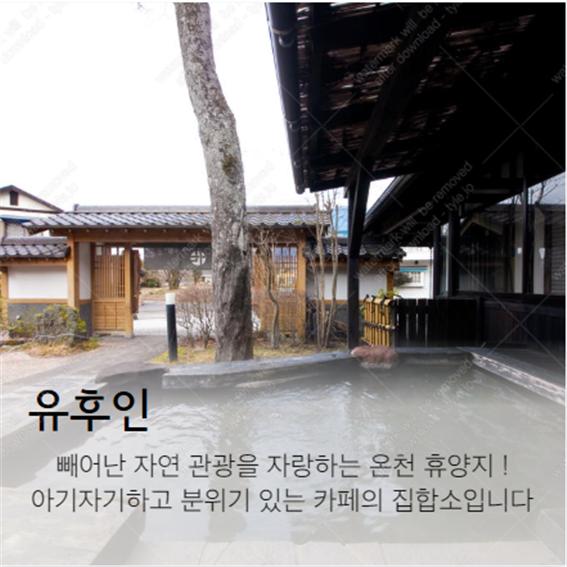 유후인
빼어난 자연 관광을 자랑하는 온천 휴양지 !
아기자기하고 분위기 있는 카페의 집합소입니다